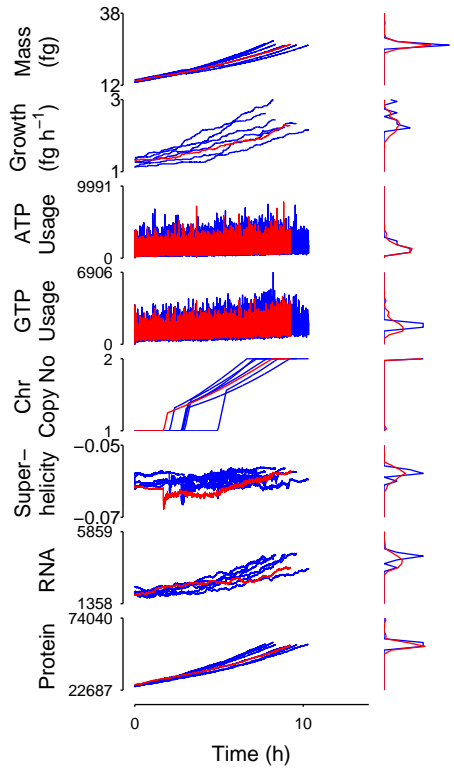 Mass
(fg)
38
12
Growth
(fg h−1)
3
1
ATP
Usage
9991
0
GTP
Usage
6906
0
Chr
Copy No
2
1
Super−
helicity
−0.05
−0.07
RNA
5859
1358
Protein
74040
22687
0 10
Time (h)